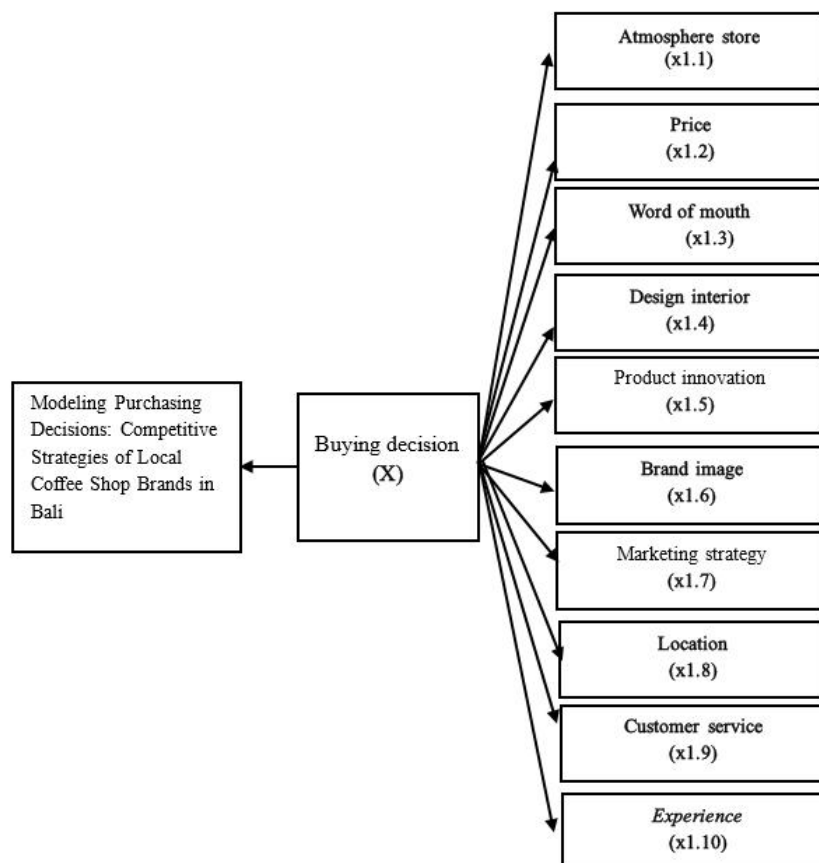 Atmosphere store
(x1.1)
Price
(x1.2)
Word of mouth
(x1.3)
Design interior
(x1.4)
Product innovation
(x1.5)
Modeling Purchasing
Decisions: Competitive
Strategies of Local
Coffee Shop Brands in
Bali
Buying decision
(X)
Brand image
(x1.6)
Marketing strategy
(x1.7)
Location
(x1.8)
Customer service
(x1.9)
Experience
(x1.10)